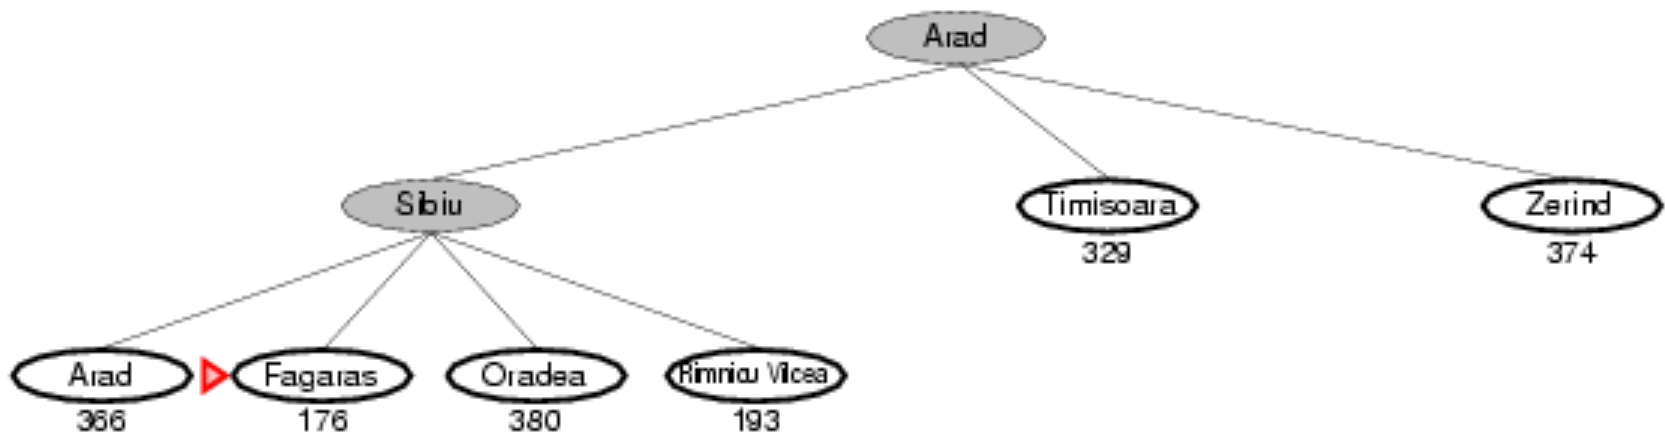 Arad
Sibiu
Timisoara
Zerind
329
374
Arad
Fagaras
Oradea
Rimnicu Vilcea
366
176
380
193